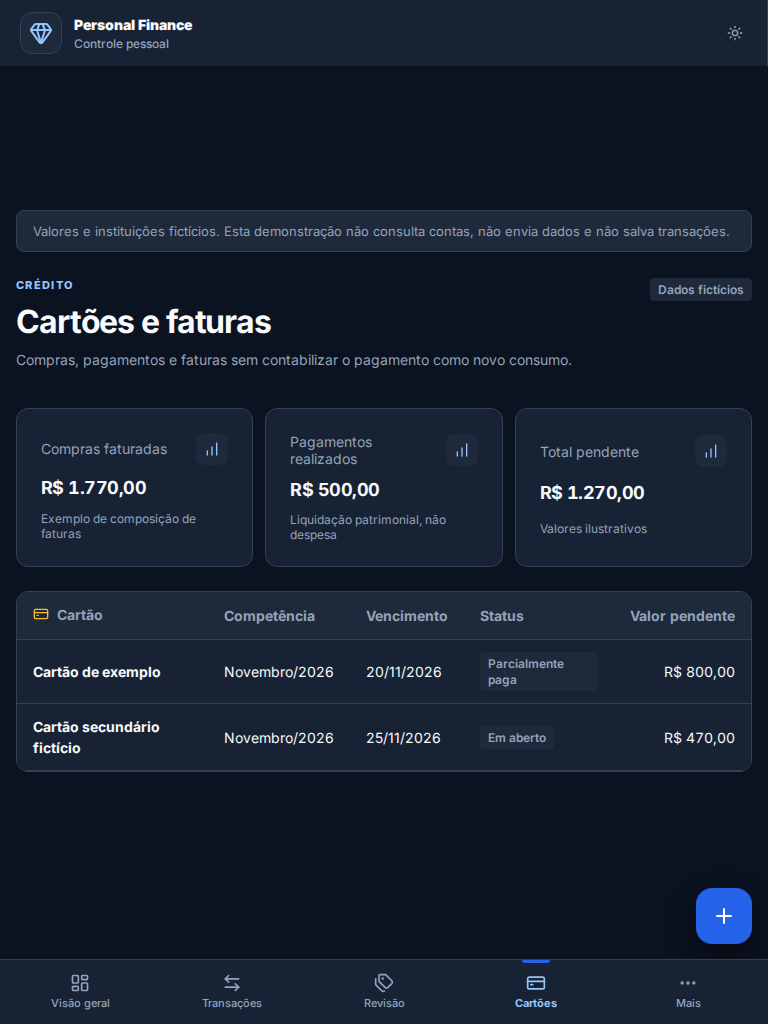 Personal Finance
Controle pessoal
Valores e instituições fictícios. Esta demonstração não consulta contas, não envia dados e não salva transações.
CRÉDITO
Dados fictícios
Cartões e faturas
Compras, pagamentos e faturas sem contabilizar o pagamento como novo consumo.
Compras faturadas
R$ 1.770,00
Exemplo de composição de
faturas
Pagamentos
realizados
R$ 500,00
Liquidação patrimonial, não
despesa
Total pendente
R$ 1.270,00
Valores ilustrativos
Cartão Competência Vencimento Status Valor pendente
Cartão de exemplo Novembro/2026 20/11/2026 Parcialmente
paga R$ 800,00
Cartão secundário
fictício Novembro/2026 25/11/2026 Em aberto R$ 470,00
Visão geral Transações Revisão Cartões Mais